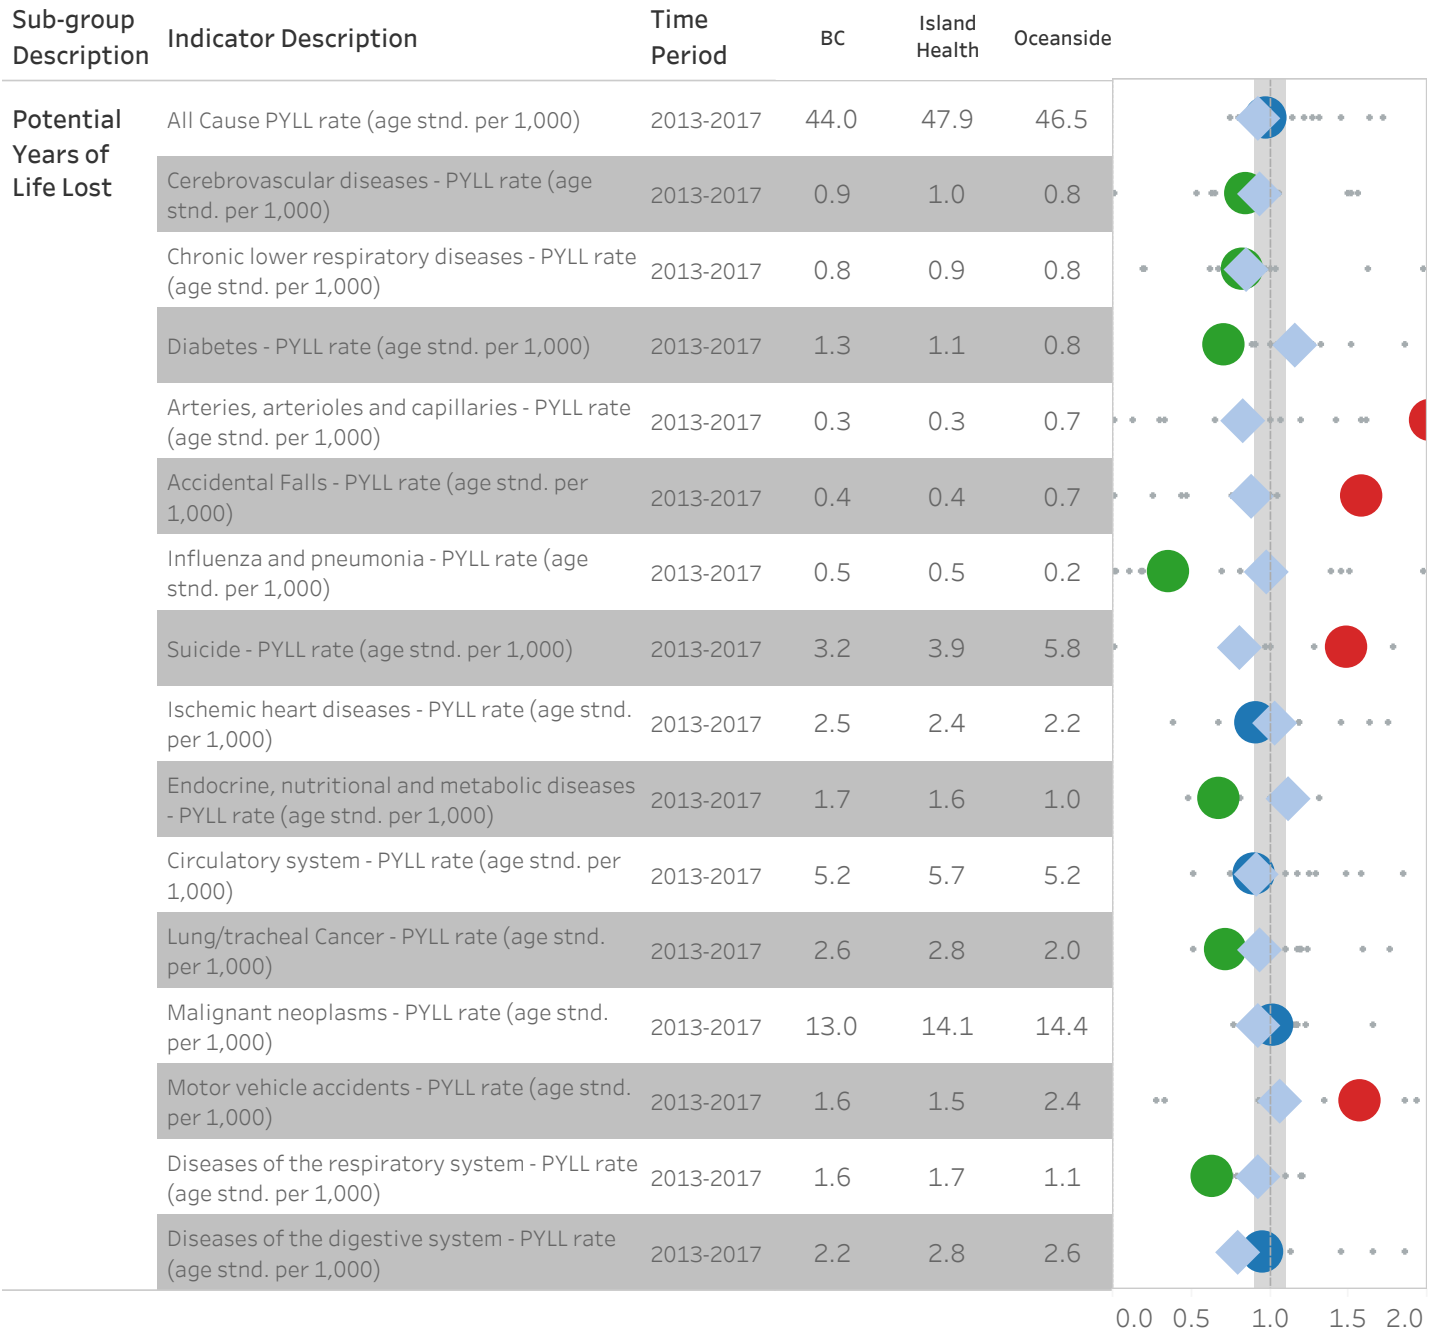 Sub-group
Description
Indicator Description
Time
Period
BC
Island
Health
Oceanside
Potential
Years of
Life Lost
All Cause PYLL rate (age stnd. per 1,000)
2013-2017
44.0
47.9
46.5
Cerebrovascular diseases - PYLL rate (age
stnd. per 1,000)
2013-2017
0.9
1.0
0.8
Chronic lower respiratory diseases - PYLL rate
(age stnd. per 1,000)
2013-2017
0.8
0.9
0.8
Diabetes - PYLL rate (age stnd. per 1,000)
2013-2017
1.3
1.1
0.8
Arteries, arterioles and capillaries - PYLL rate
(age stnd. per 1,000)
2013-2017
0.3
0.3
0.7
Accidental Falls - PYLL rate (age stnd. per
1,000)
2013-2017
0.4
0.4
0.7
Influenza and pneumonia - PYLL rate (age
stnd. per 1,000)
2013-2017
0.5
0.5
0.2
Suicide - PYLL rate (age stnd. per 1,000)
2013-2017
3.2
3.9
5.8
Ischemic heart diseases - PYLL rate (age stnd.
per 1,000)
2013-2017
2.5
2.4
2.2
Endocrine, nutritional and metabolic diseases
- PYLL rate (age stnd. per 1,000)
2013-2017
1.7
1.6
1.0
Circulatory system - PYLL rate (age stnd. per
1,000)
2013-2017
5.2
5.7
5.2
Lung/tracheal Cancer - PYLL rate (age stnd.
per 1,000)
2013-2017
2.6
2.8
2.0
Malignant neoplasms - PYLL rate (age stnd.
per 1,000)
2013-2017
13.0
14.1
14.4
Motor vehicle accidents - PYLL rate (age stnd.
per 1,000)
2013-2017
1.6
1.5
2.4
Diseases of the respiratory system - PYLL rate
(age stnd. per 1,000)
2013-2017
1.6
1.7
1.1
Diseases of the digestive system - PYLL rate
(age stnd. per 1,000)
2013-2017
2.2
2.8
2.6
0.0 0.5 1.0 1.5 2.0